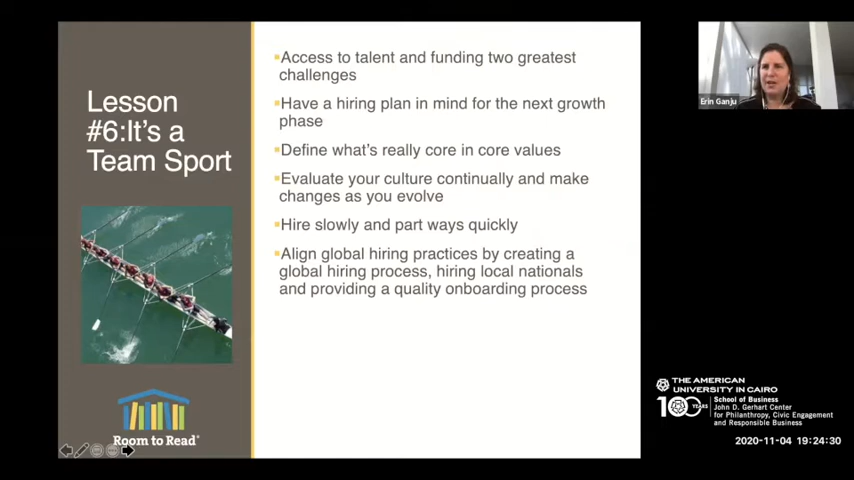 Lesson
#6:It's a
Team Sport
▪Access to talent and funding two greatest
challenges
▪Have a hiring plan in mind for the next growth
phase
▪Define what's really core in core values
▪Evaluate your culture continually and make
changes as you evolve
▪Hire slowly and part ways quickly
▪Align global hiring practices by creating a
global hiring process, hiring local nationals
and providing a quality onboarding process
Room to Read®
Erin Ganju
THE AMERICAN
UNIVERSITY IN CAIRO
100 YEARS
School of Business
John D. Gerhart Center
for Philanthropy, Civic Engagement
and Responsible Business
2020-11-04 19:24:30